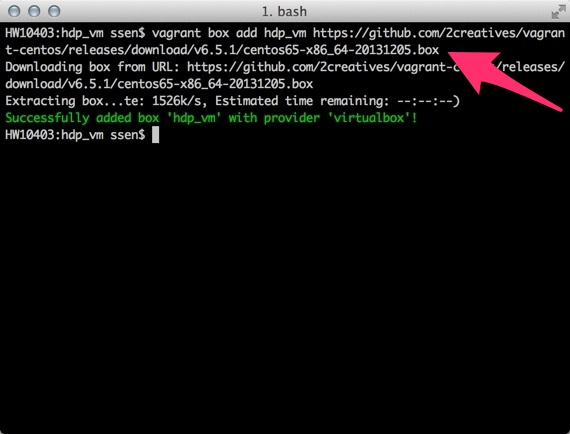 1. bash
HW10403:hdp_vm ssen$ vagrant box add hdp_vm https://github.com/2creatives/vagran
t-centos/releases/download/v6.5.1/centos65-x86_64-20131205.box
Downloading box from URL: https://github.com/2creatives/vagrant-c /releases/
download/v6.5.1/centos65-x86_64-20131205.box
Extracting box...te: 1526k/s, Estimated time remaining: --:--:--)
Successfully added box 'hdp_vm' with provider 'virtualbox'!
HW10403:hdp_vm ssen$